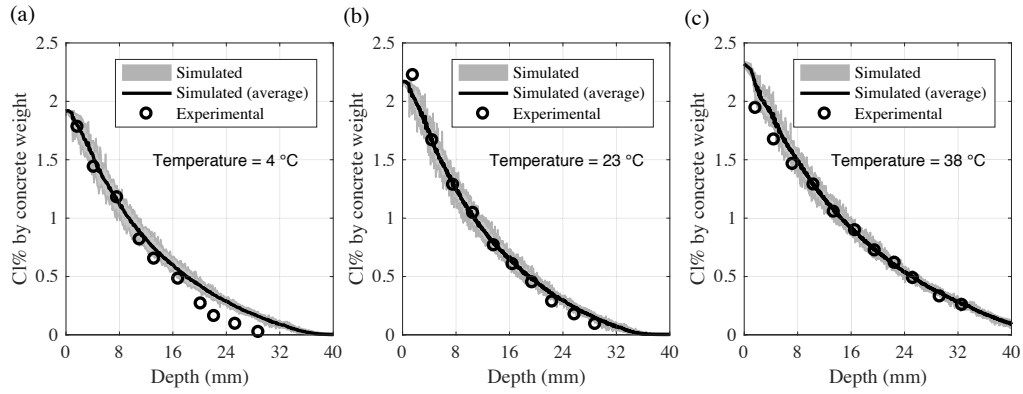 (a)
2.5
2
1.5
1
0.5
0
0 8 16 24 32 40
Cl% by concrete weight
Depth (mm)
Simulated
Simulated (average)
Experimental
Temperature = 4 °C
(b)
2.5
2
1.5
1
0.5
0
0 8 16 24 32 40
Cl% by concrete weight
Depth (mm)
Simulated
Simulated (average)
Experimental
Temperature = 23 °C
(c)
2.5
2
1.5
1
0.5
0
0 8 16 24 32 40
Cl% by concrete weight
Depth (mm)
Simulated
Simulated (average)
Experimental
Temperature = 38 °C